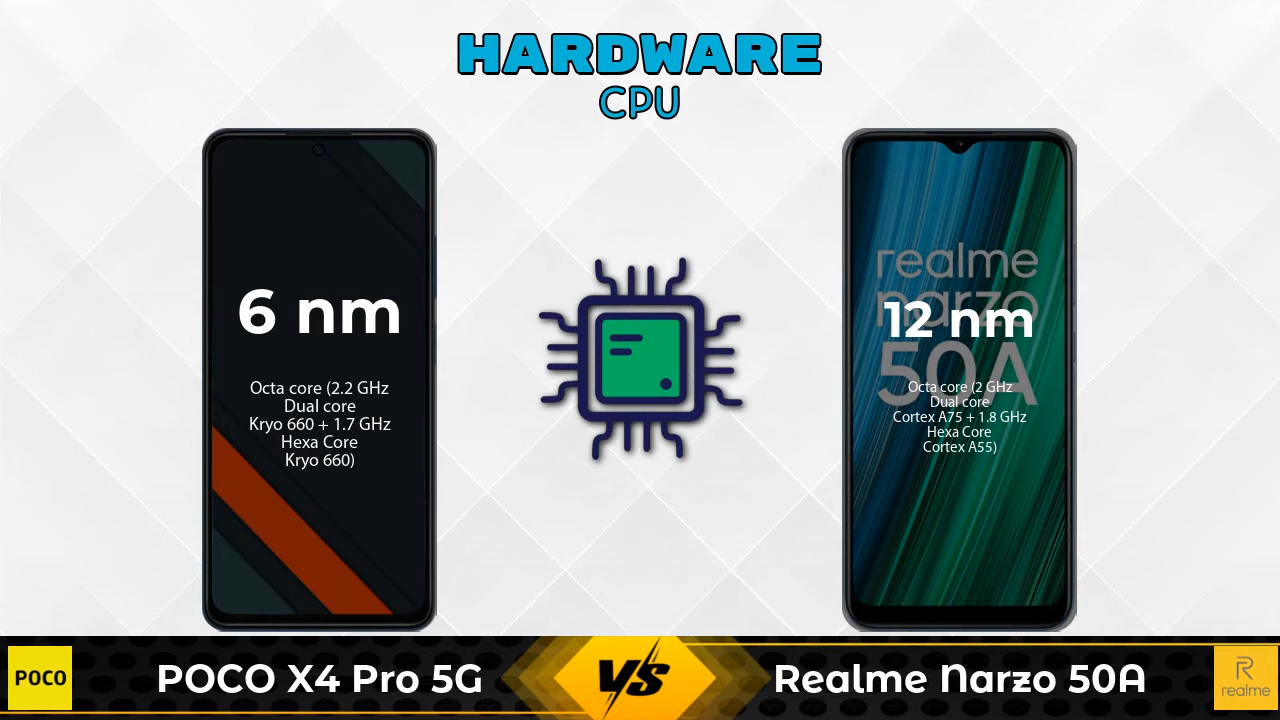 HARDWARE
CPU
6 nm
Octa core (2.2 GHz
Dual core
Kryo 660 + 1.7 GHz
Hexa Core
Kryo 660)
realme
narzo
50A
12 nm
Octa core (2 GHz
Dual core
Cortex A75 + 1.8 GHz
Hexa Core
Cortex A55)
POCO
POCO X4 Pro 5G
VS
Realme Narzo 50A
R
realme